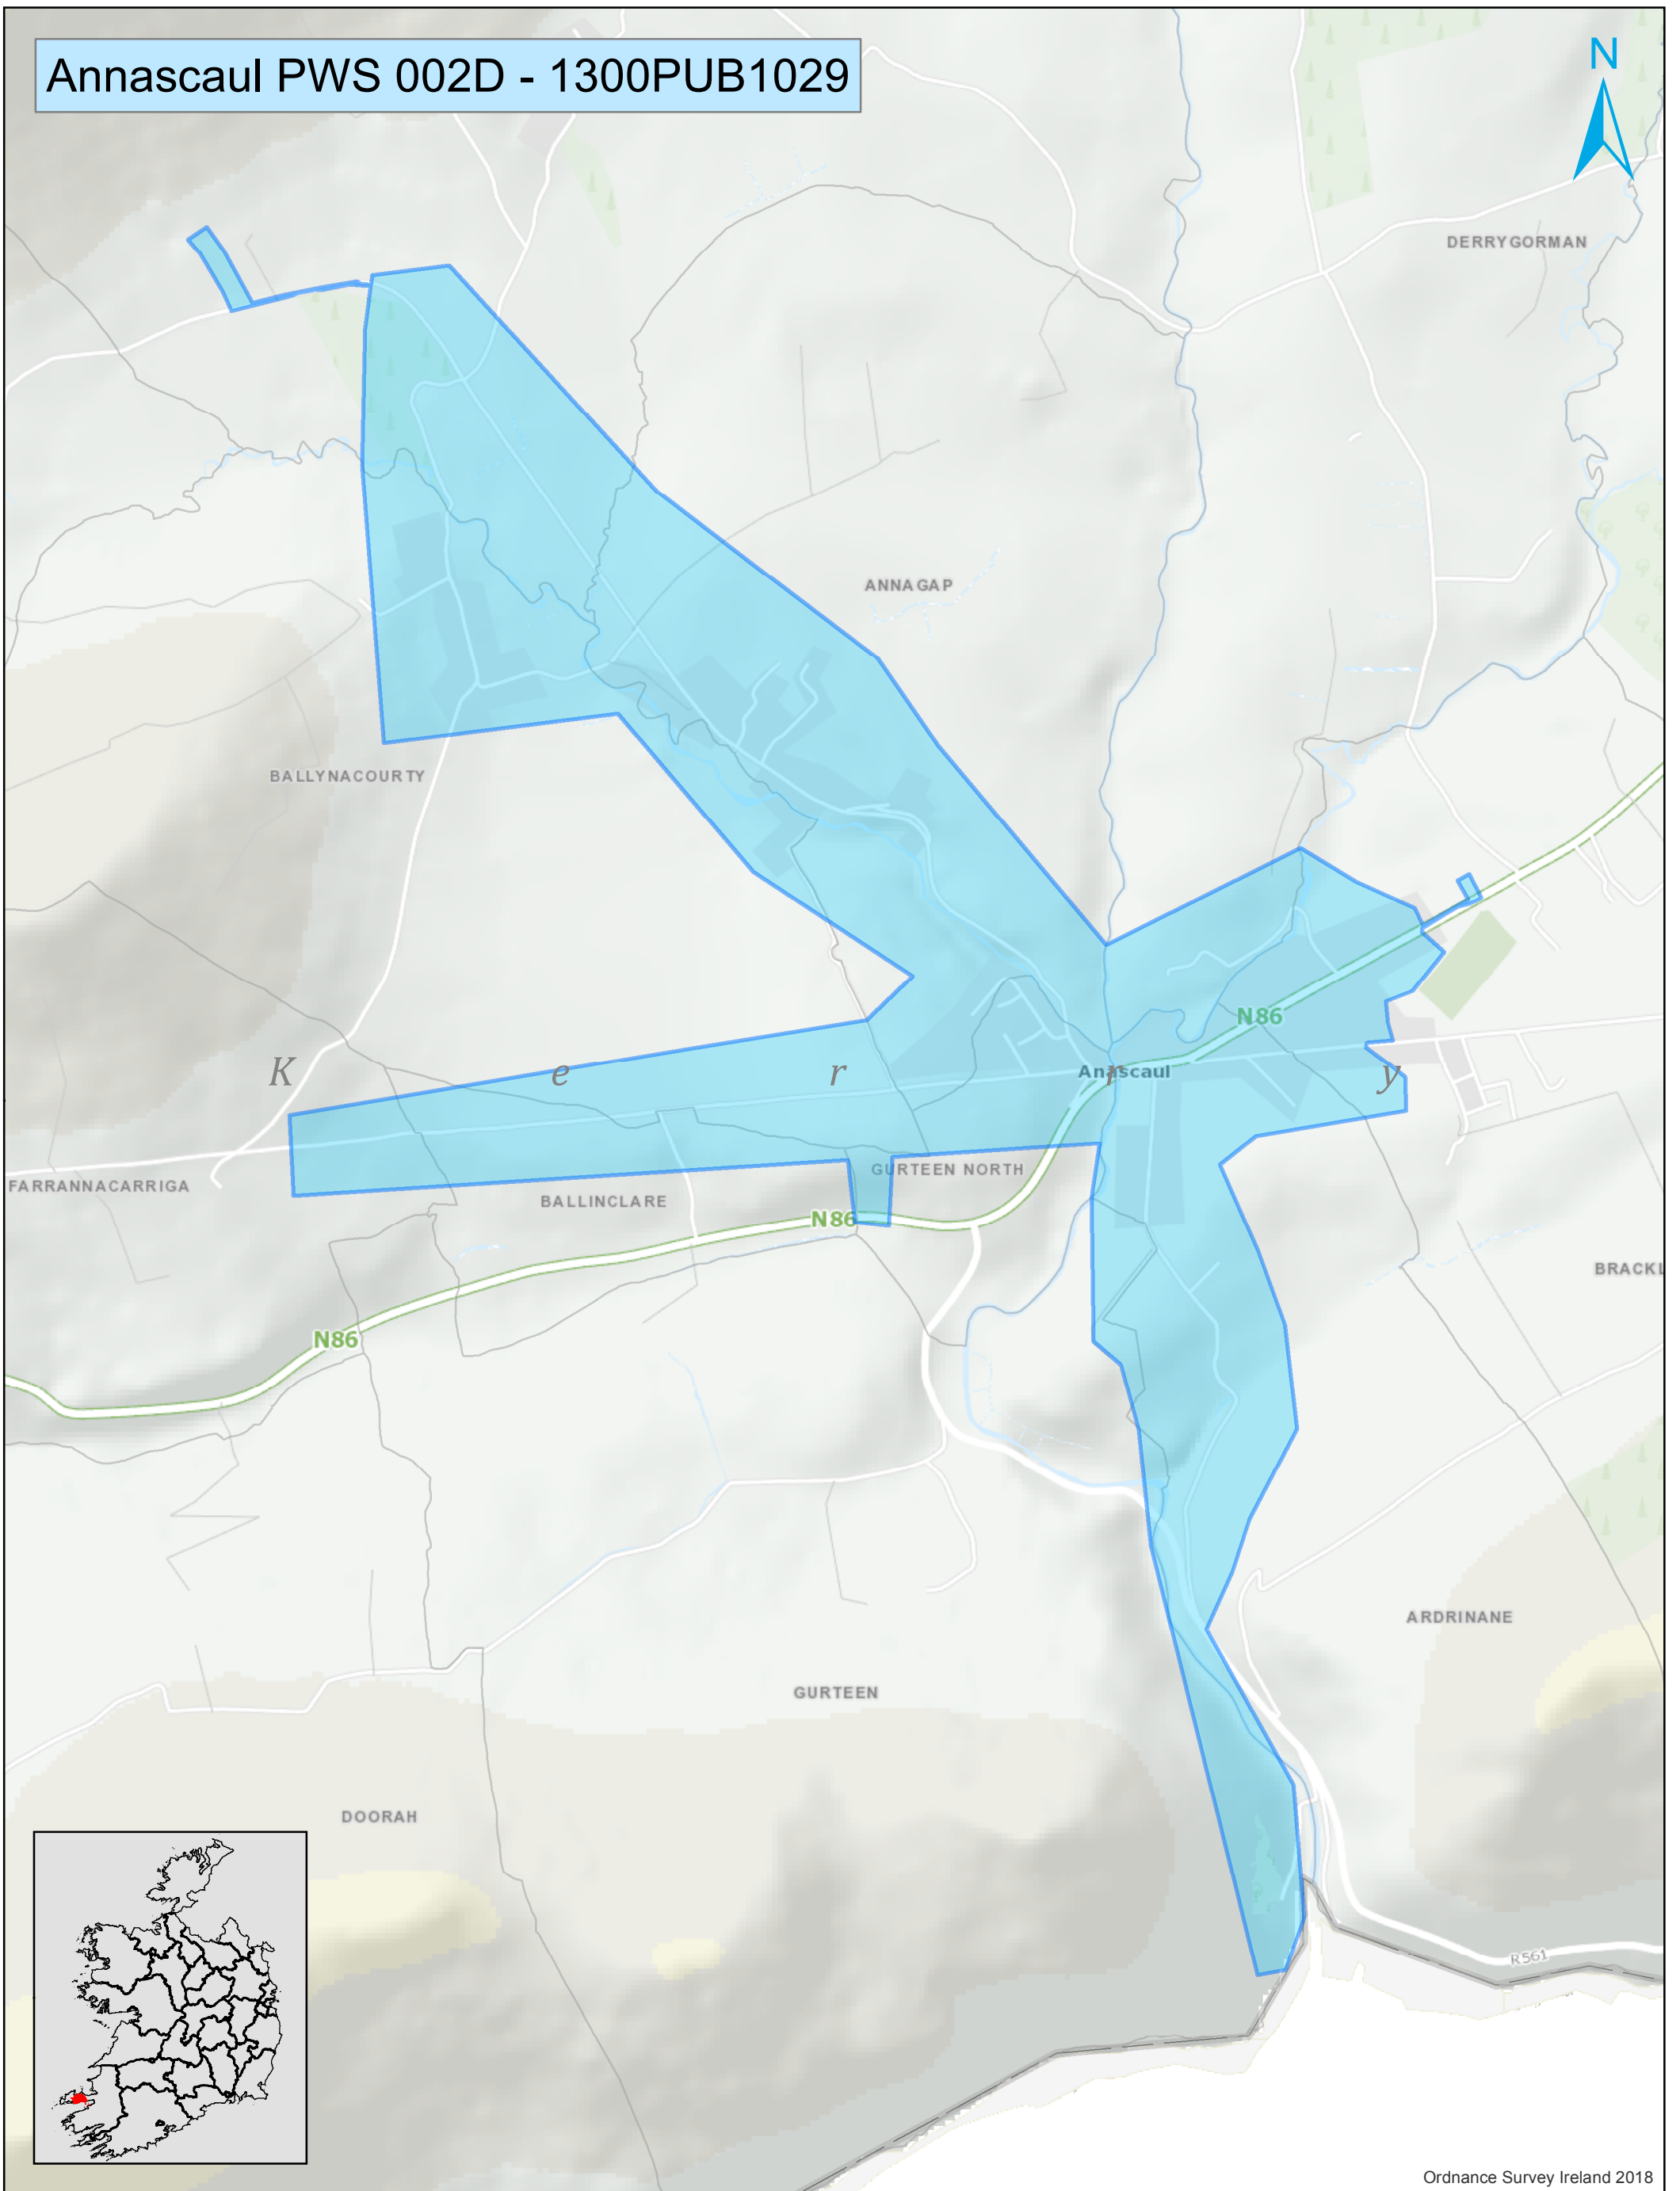 Annascaul PWS 002D - 1300PUB1029
N
DERRYGORMAN
ANNAGAP
BALLYNACOURTY
N86
K e r r y
Anascaul
GURTEEN NORTH
FARRANNACARRIGA
BALLINCLARE
N86
BRACKL
N86
ARDRINANE
GURTEEN
DOORAH
R561
Ordnance Survey Ireland 2018